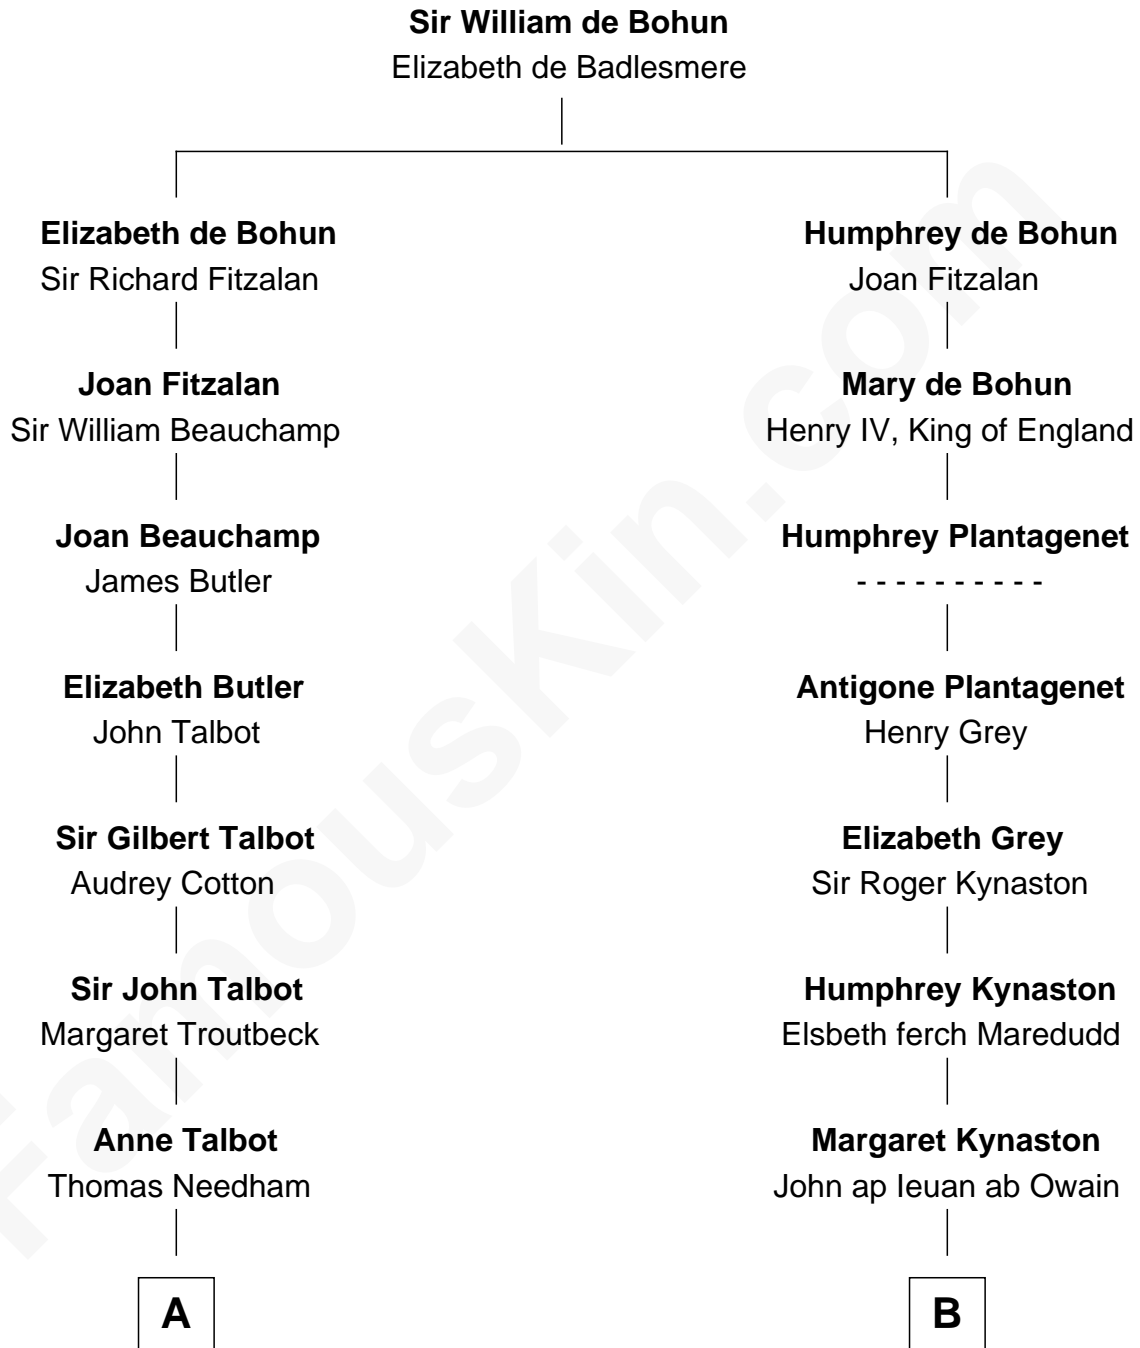 Sir William de Bohun
Elizabeth de Badlesmere
Elizabeth de Bohun
Sir Richard Fitzalan
Humphrey de Bohun
Joan Fitzalan
Joan Fitzalan
Sir William Beauchamp
Mary de Bohun
Henry IV, King of England
Joan Beauchamp
James Butler
Humphrey Plantagenet
- - - - - - - - - -
Elizabeth Butler
John Talbot
Antigone Plantagenet
Henry Grey
Sir Gilbert Talbot
Audrey Cotton
Elizabeth Grey
Sir Roger Kynaston
Sir John Talbot
Margaret Troutbeck
Humphrey Kynaston
Elsbeth ferch Maredudd
Anne Talbot
Thomas Needham
Margaret Kynaston
John ap Ieuan ab Owain
A
B
FamousKin.com